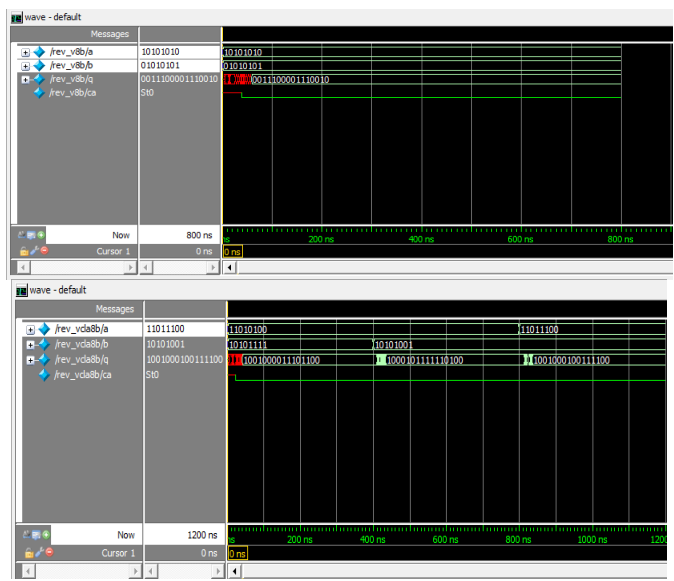 wave - default
Messages
/rev_v8b/a 10101010 10101010
/rev_v8b/b 01010101 01010101
/rev_v8b/q 0011100001110010 0011100001110010
/rev_v8b/ca St0
Now 800 ns ns 200 ns 400 ns 600 ns 800 ns
Cursor 1 0 ns 0 ns
wave - default
Messages
/rev_vda8b/a 11011100 11010100 11011100
/rev_vda8b/b 10101001 10101111 10101001
/rev_vda8b/q 1001000100111100 1001000011101100 1000101111110100 1001000100111100
/rev_vda8b/ca St0
Now 1200 ns ns 200 ns 400 ns 600 ns 800 ns 1000 ns 1200
Cursor 1 0 ns 0 ns